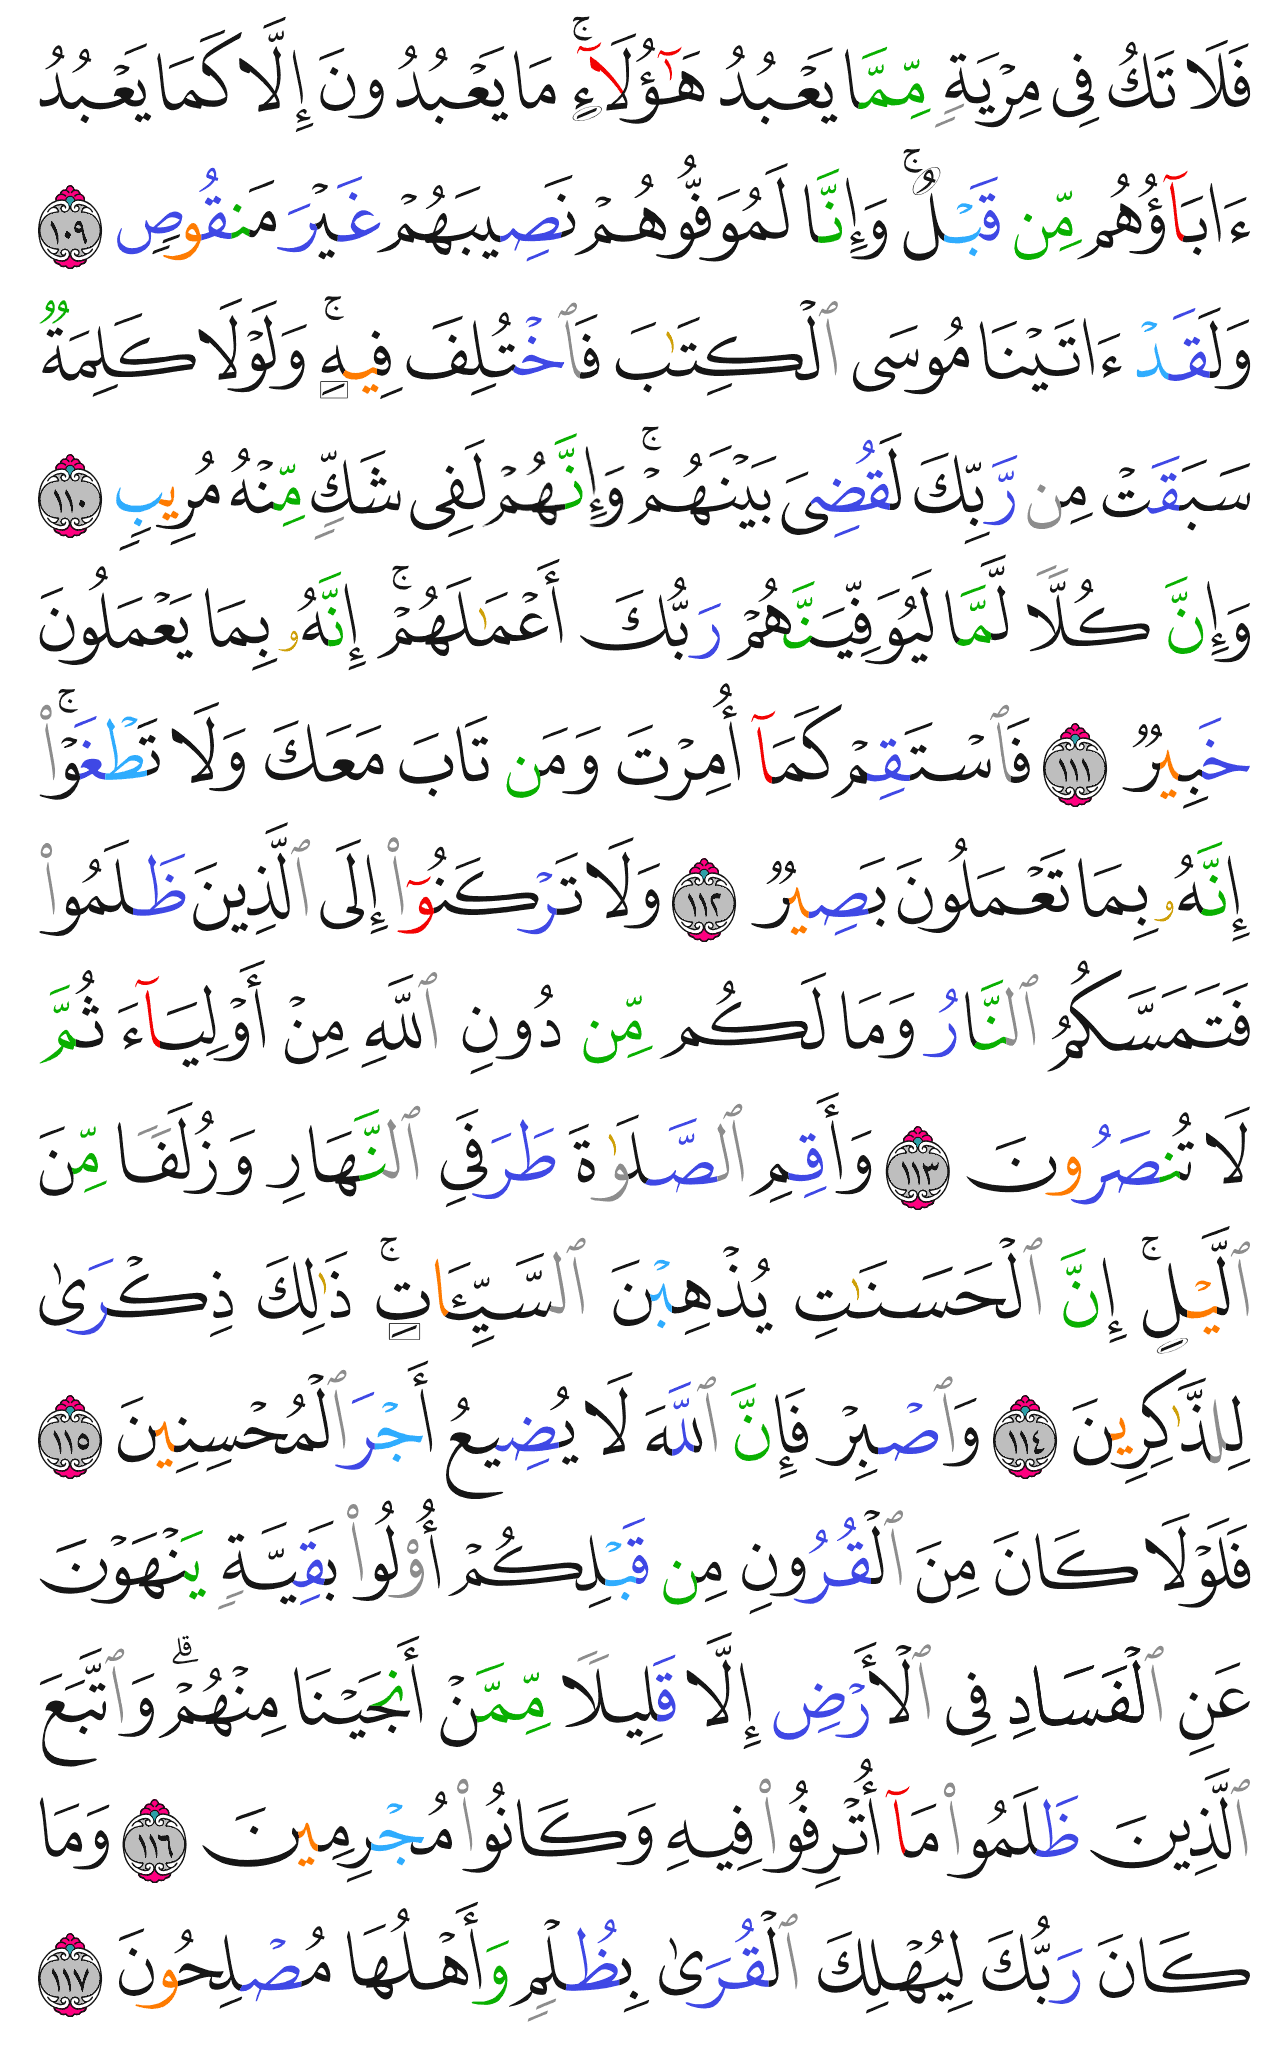 فَلَا تَكُ فِى مِرۡيَةٍ مِّمَّا يَعۡبُدُ هَـٰٓؤُلَآءِۚ مَا يَعۡبُدُونَ إِلَّا كَمَا يَعۡبُدُ
ءَابَآؤُهُم مِّن قَبۡلُۚ وَإِنَّا لَمُوَفُّوهُمۡ نَصِيبَهُمۡ غَيۡرَ مَنقُوصٍ ١٠٩
وَلَقَدۡ ءَاتَيۡنَا مُوسَى ٱلۡكِتَـٰبَ فَٱخۡتُلِفَ فِيهِۚ وَلَوۡلَا كَلِمَةٌ
سَبَقَتۡ مِن رَّبِّكَ لَقُضِىَ بَيۡنَهُمۡۚ وَإِنَّهُمۡ لَفِى شَكٍّ مِّنۡهُ مُرِيبٍ ١١٠
وَإِنَّ كُلًّا لَّمَّا لَيُوَفِّيَنَّهُمۡ رَبُّكَ أَعۡمَـٰلَهُمۡۚ إِنَّهُۥ بِمَا يَعۡمَلُونَ
خَبِيرٌ ١١١ فَٱسۡتَقِمۡ كَمَآ أُمِرۡتَ وَمَن تَابَ مَعَكَ وَلَا تَطۡغَوۡا۟ۚ
إِنَّهُۥ بِمَا تَعۡمَلُونَ بَصِيرٌ ١١٢ وَلَا تَرۡكَنُوٓا۟ إِلَى ٱلَّذِينَ ظَلَمُوا۟
فَتَمَسَّكُمُ ٱلنَّارُ وَمَا لَكُم مِّن دُونِ ٱللَّهِ مِنۡ أَوۡلِيَآءَ ثُمَّ
لَا تُنصَرُونَ ١١٣ وَأَقِمِ ٱلصَّلَوٰةَ طَرَفَىِ ٱلنَّهَارِ وَزُلَفًا مِّنَ
ٱلَّيۡلِۚ إِنَّ ٱلۡحَسَنَـٰتِ يُذۡهِبۡنَ ٱلسَّيِّـَٔاتِۚ ذَٰلِكَ ذِكۡرَىٰ
لِلذَّٰكِرِينَ ١١٤ وَٱصۡبِرۡ فَإِنَّ ٱللَّهَ لَا يُضِيعُ أَجۡرَ ٱلۡمُحۡسِنِينَ ١١٥
فَلَوۡلَا كَانَ مِنَ ٱلۡقُرُونِ مِن قَبۡلِكُمۡ أُو۟لُوا۟ بَقِيَّةٍ يَنۡهَوۡنَ
عَنِ ٱلۡفَسَادِ فِى ٱلۡأَرۡضِ إِلَّا قَلِيلًا مِّمَّنۡ أَنجَيۡنَا مِنۡهُمۡۗ وَٱتَّبَعَ
ٱلَّذِينَ ظَلَمُوا۟ مَآ أُتۡرِفُوا۟ فِيهِ وَكَانُوا۟ مُجۡرِمِينَ ١١٦ وَمَا
كَانَ رَبُّكَ لِيُهۡلِكَ ٱلۡقُرَىٰ بِظُلۡمٍ وَأَهۡلُهَا مُصۡلِحُونَ ١١٧